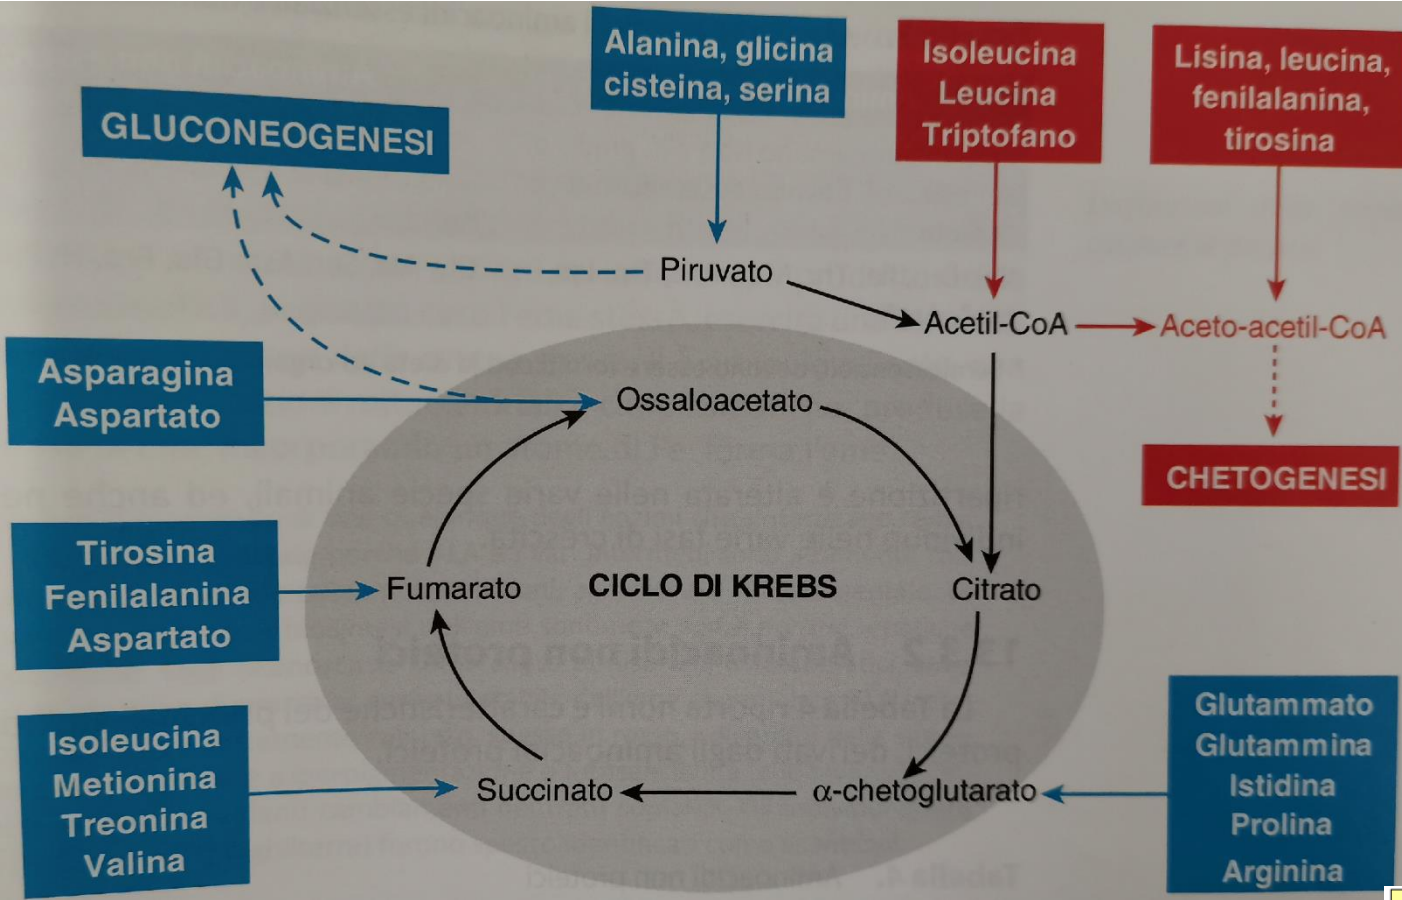 Alanina, glicina
cisteina, serina
Isoleucina
Leucina
Triptofano
Lisina, leucina,
fenilalanina,
tirosina
GLUCONEOGENESI
Piruvato
Acetil-CoA
Aceto-acetil-CoA
Asparagina
Aspartato
Ossaloacetato
CHETOGENESI
Tirosina
Fenilalanina
Aspartato
Fumarato
CICLO DI KREBS
Citrato
Isoleucina
Metionina
Treonina
Valina
Succinato
α-chetoglutarato
Glutammato
Glutammina
Istidina
Prolina
Arginina